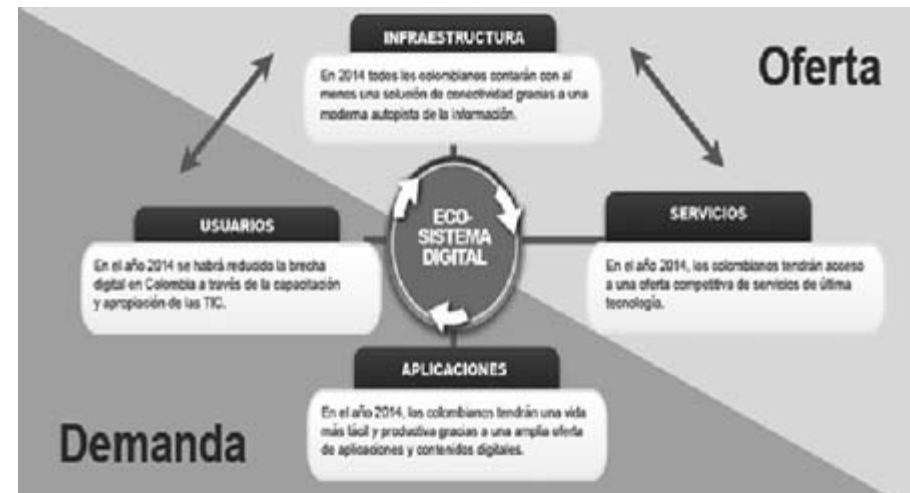 INFRAESTRUCTURA
En 2014 todos los colombianos contarán con al
menos una solución de conectividad gracias a una
moderna autopista de la información.
Oferta
USUARIOS
En el año 2014 se habrá reducido la brecha
digital en Colombia a través de la capacitación
y apropiación de las TIC.
ECO-
SISTEMA
DIGITAL
SERVICIOS
En el año 2014, los colombianos tendrán acceso
a una oferta competitiva de servicios de última
tecnología.
APLICACIONES
En el año 2014, los colombianos tendrán una vida
más fácil y productiva gracias a una amplia oferta
de aplicaciones y contenidos digitales.
Demanda